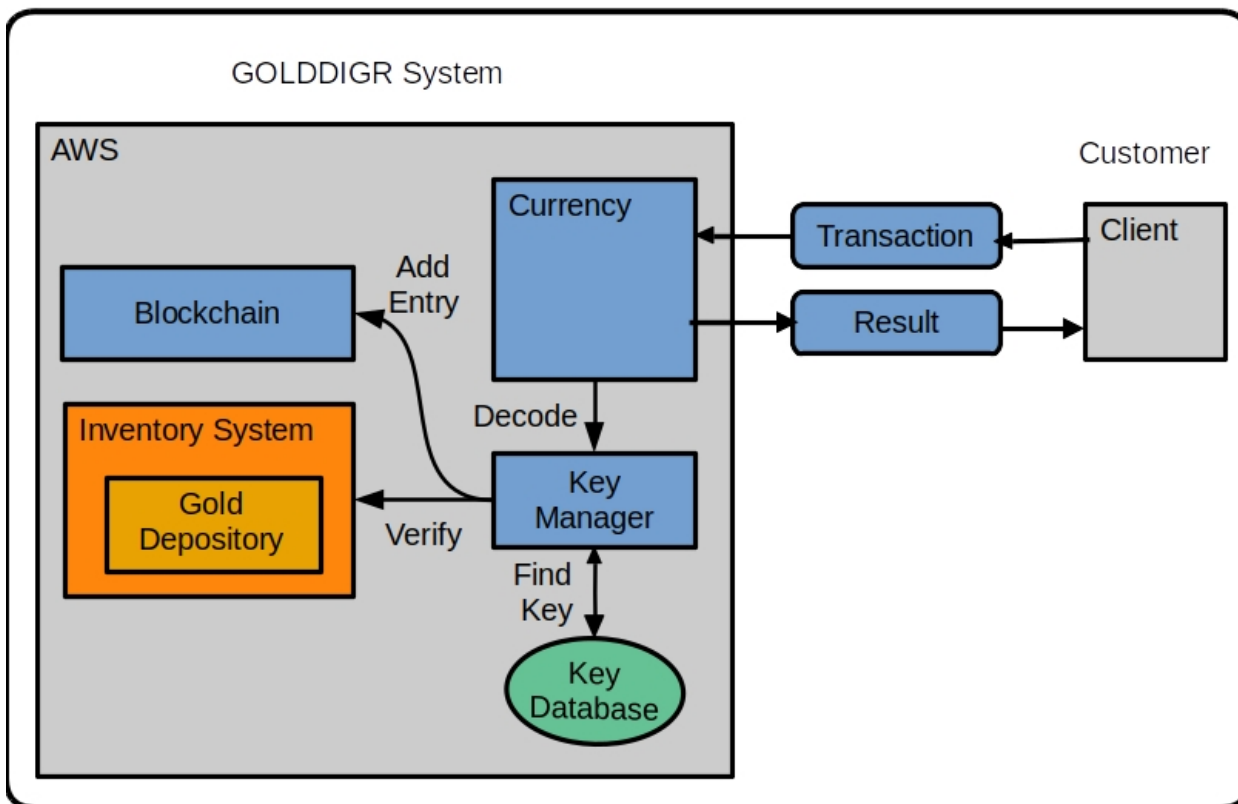 GOLDDIGR System
AWS
Customer
Currency
Transaction
Client
Add
Entry
Blockchain
Result
Decode
Inventory System
Gold
Depository
Verify
Key
Manager
Find
Key
Key
Database